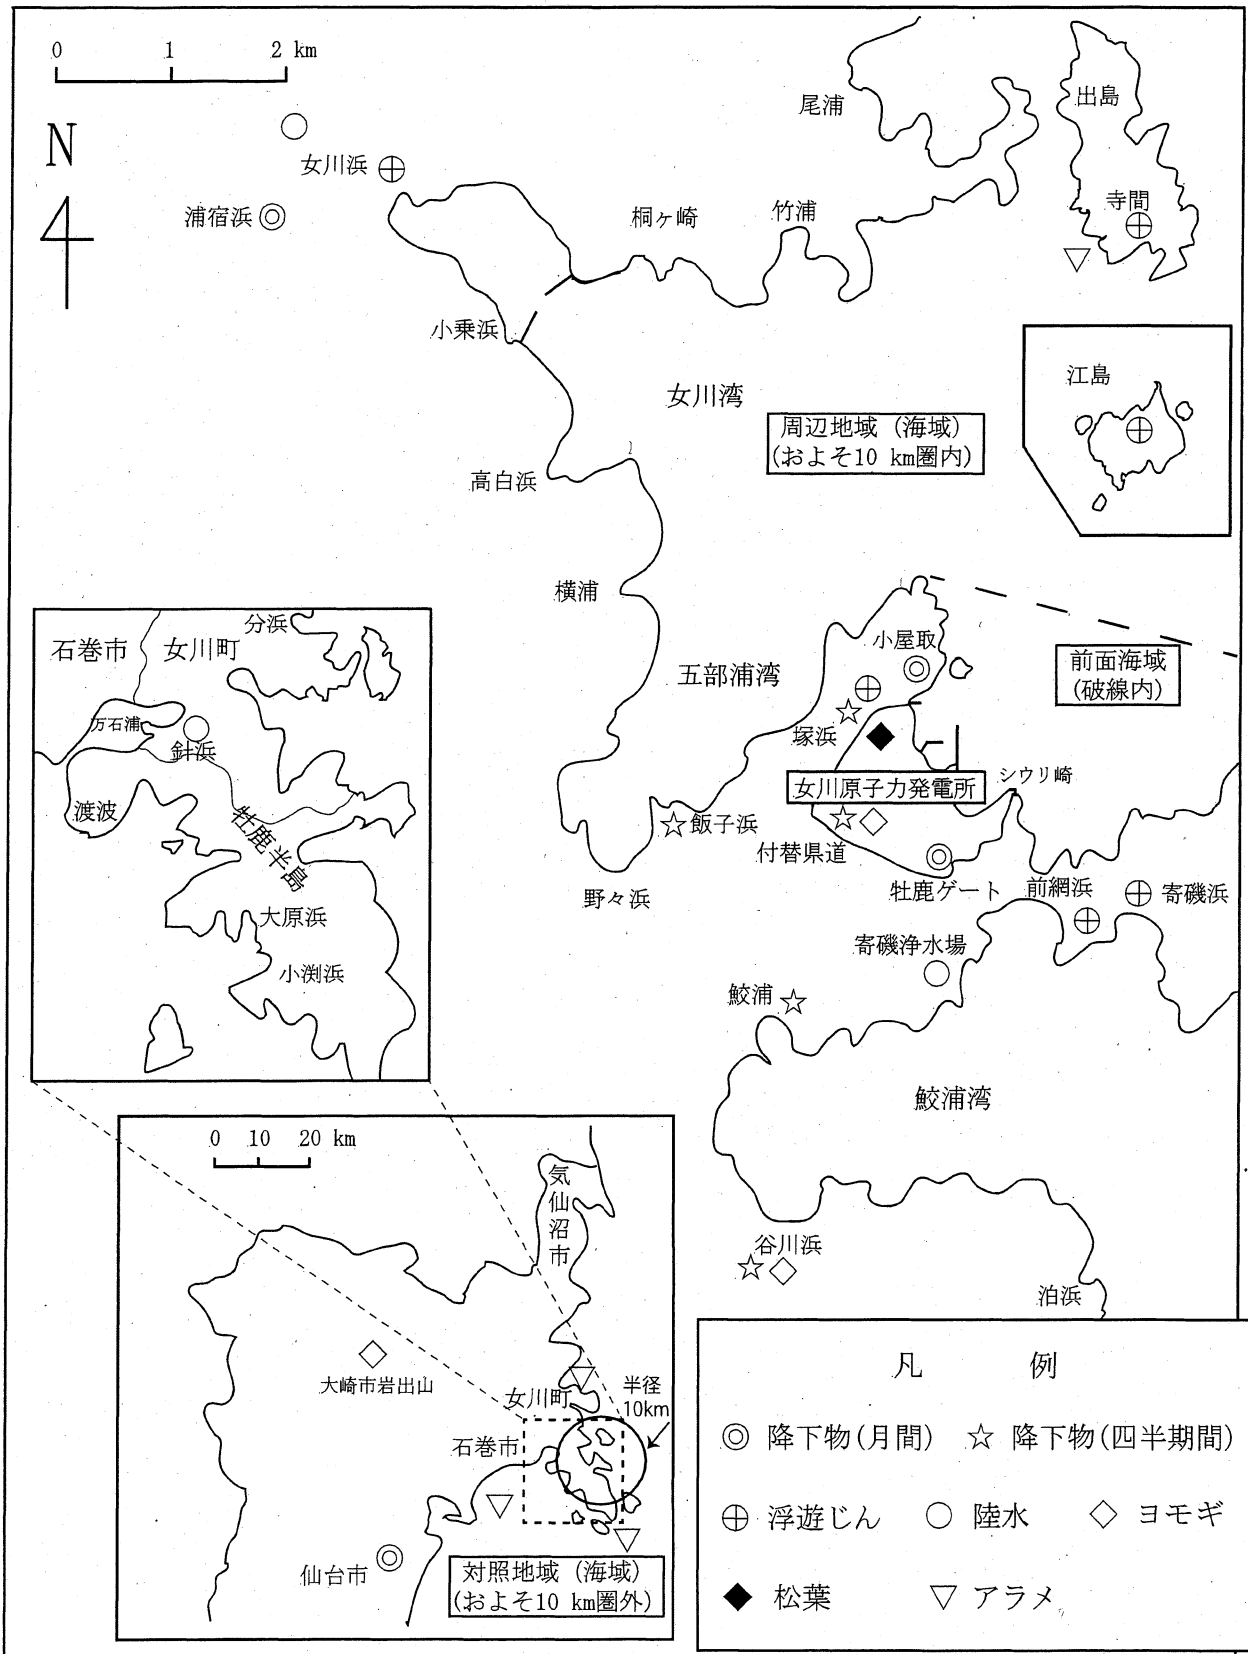 0 1 2 km
N
尾浦
出島
女川浜
浦宿浜
寺間
桐ヶ崎
竹浦
小乗浜
江島
女川湾
周辺地域（海域）
(およそ10 km圏内)
高白浜
横浦
小屋取
前面海域
(破線内)
五部浦湾
塚浜
女川原子力発電所
シウリ崎
飯子浜
付替県道
牡鹿ゲート
前網浜
寄磯浜
野々浜
寄磯浄水場
鮫浦
鮫浦湾
谷川浜
泊浜
分浜
石巻市
女川町
万石浦
針浜
渡波
牡鹿半島
大原浜
小渕浜
0 10 20 km
気仙沼市
大崎市岩出山
女川町
半径
10km
石巻市
仙台市
対照地域（海域）
(およそ10 km圏外)
凡 例
◎ 降下物(月間) ☆ 降下物(四半期間)
⊕ 浮遊じん ○ 陸水 ◇ ヨモギ
◆ 松葉 ▽ アラメ